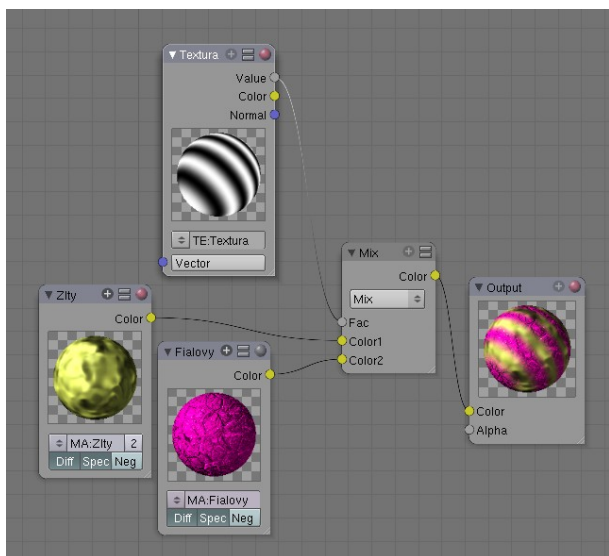 Textura
Value
Color
Normal
TE:Textura
Vector
Zlty
Color
MA:Zlty 2
Diff Spec Neg
Fialovy
Color
MA:Fialovy
Diff Spec Neg
Mix
Color
Mix
Fac
Color1
Color2
Output
Color
Alpha